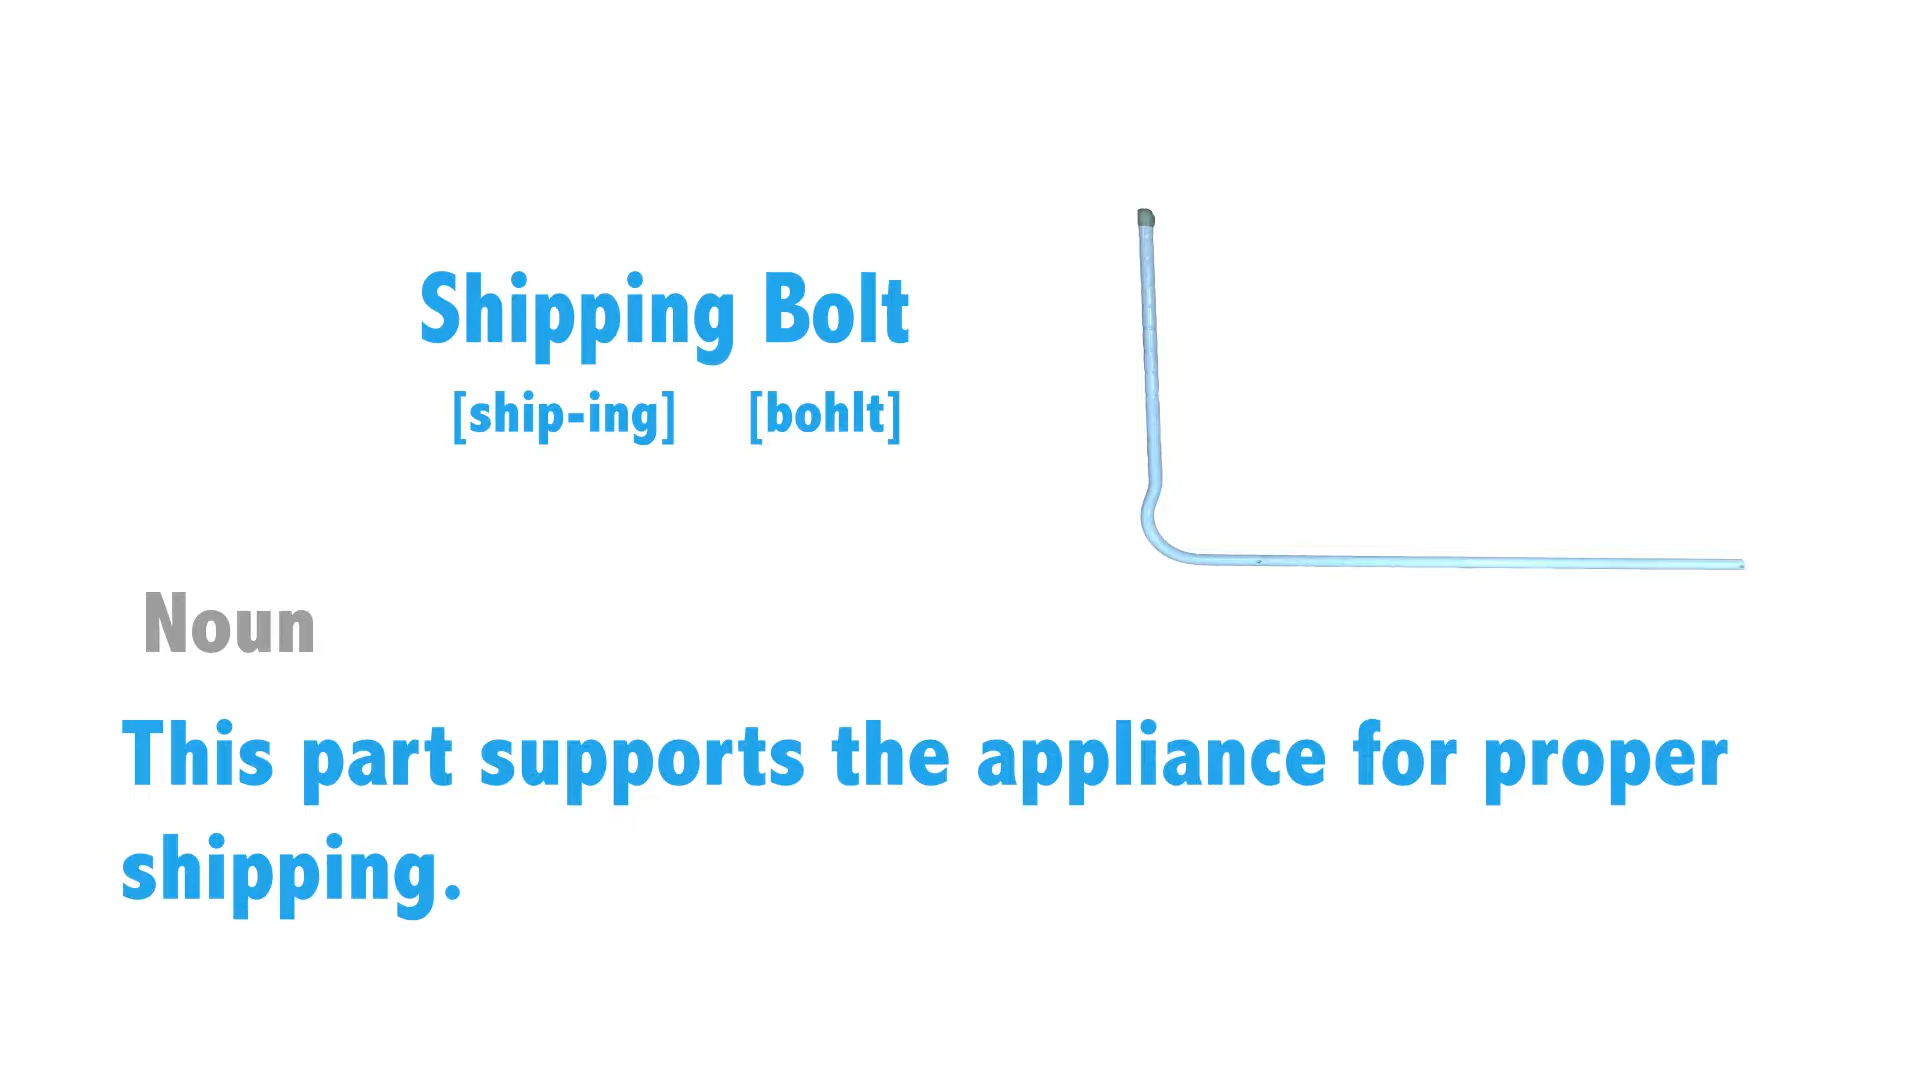 Shipping Bolt
[ship-ing] [bohlt]
Noun
This part supports the appliance for proper
shipping.